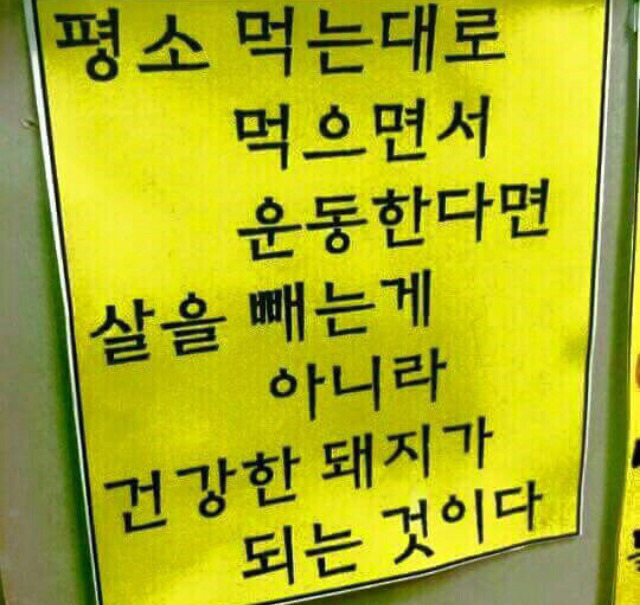 평소 먹는대로
먹으면서
운동한다면
살을 빼는게
아니라
건강한 돼지가
되는 것이다